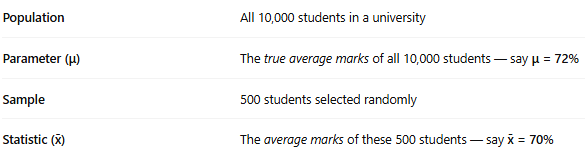 Population All 10,000 students in a university
Parameter (μ) The true average marks of all 10,000 students — say μ = 72%
Sample 500 students selected randomly
Statistic (x̄) The average marks of these 500 students — say x̄ = 70%